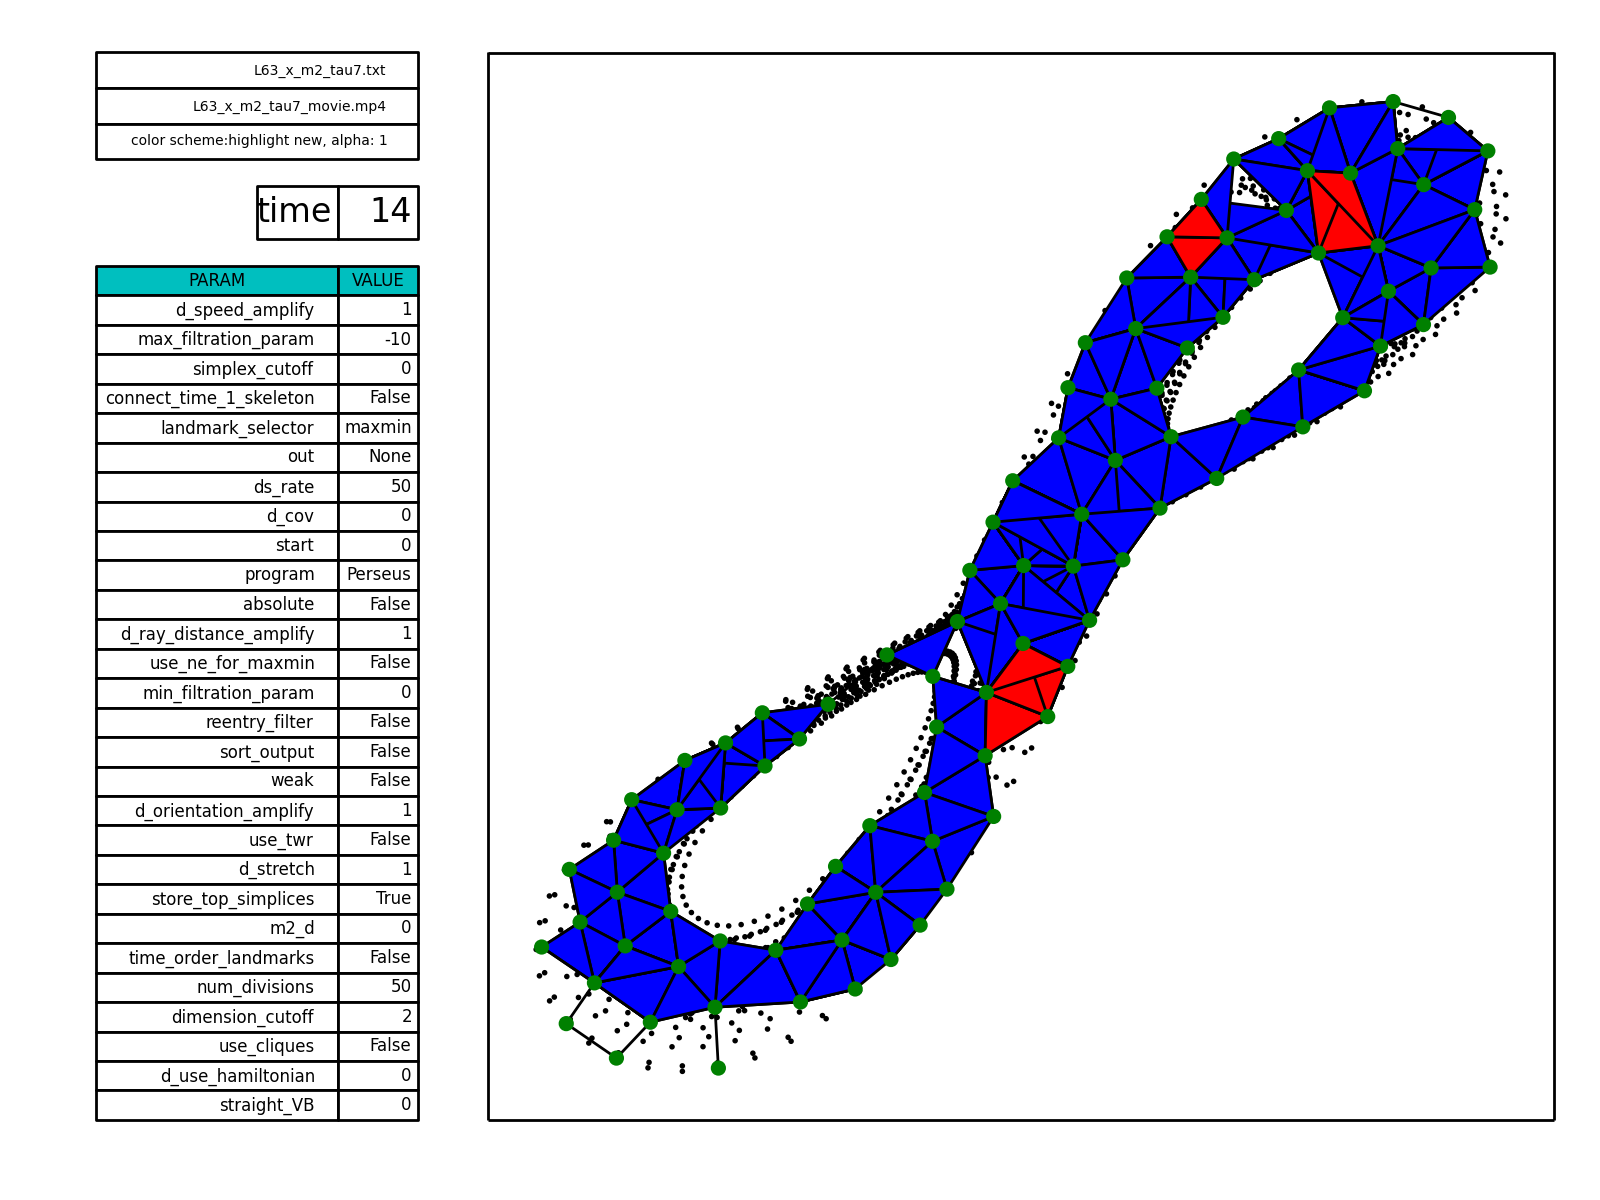 L63_x_m2_tau7.txt
L63_x_m2_tau7_movie.mp4
color scheme:highlight new, alpha: 1
time 14
PARAM VALUE
d_speed_amplify 1
max_filtration_param -10
simplex_cutoff 0
connect_time_1_skeleton False
landmark_selector maxmin
out None
ds_rate 50
d_cov 0
start 0
program Perseus
absolute False
d_ray_distance_amplify 1
use_ne_for_maxmin False
min_filtration_param 0
reentry_filter False
sort_output False
weak False
d_orientation_amplify 1
use_twr False
d_stretch 1
store_top_simplices True
m2_d 0
time_order_landmarks False
num_divisions 50
dimension_cutoff 2
use_cliques False
d_use_hamiltonian 0
straight_VB 0